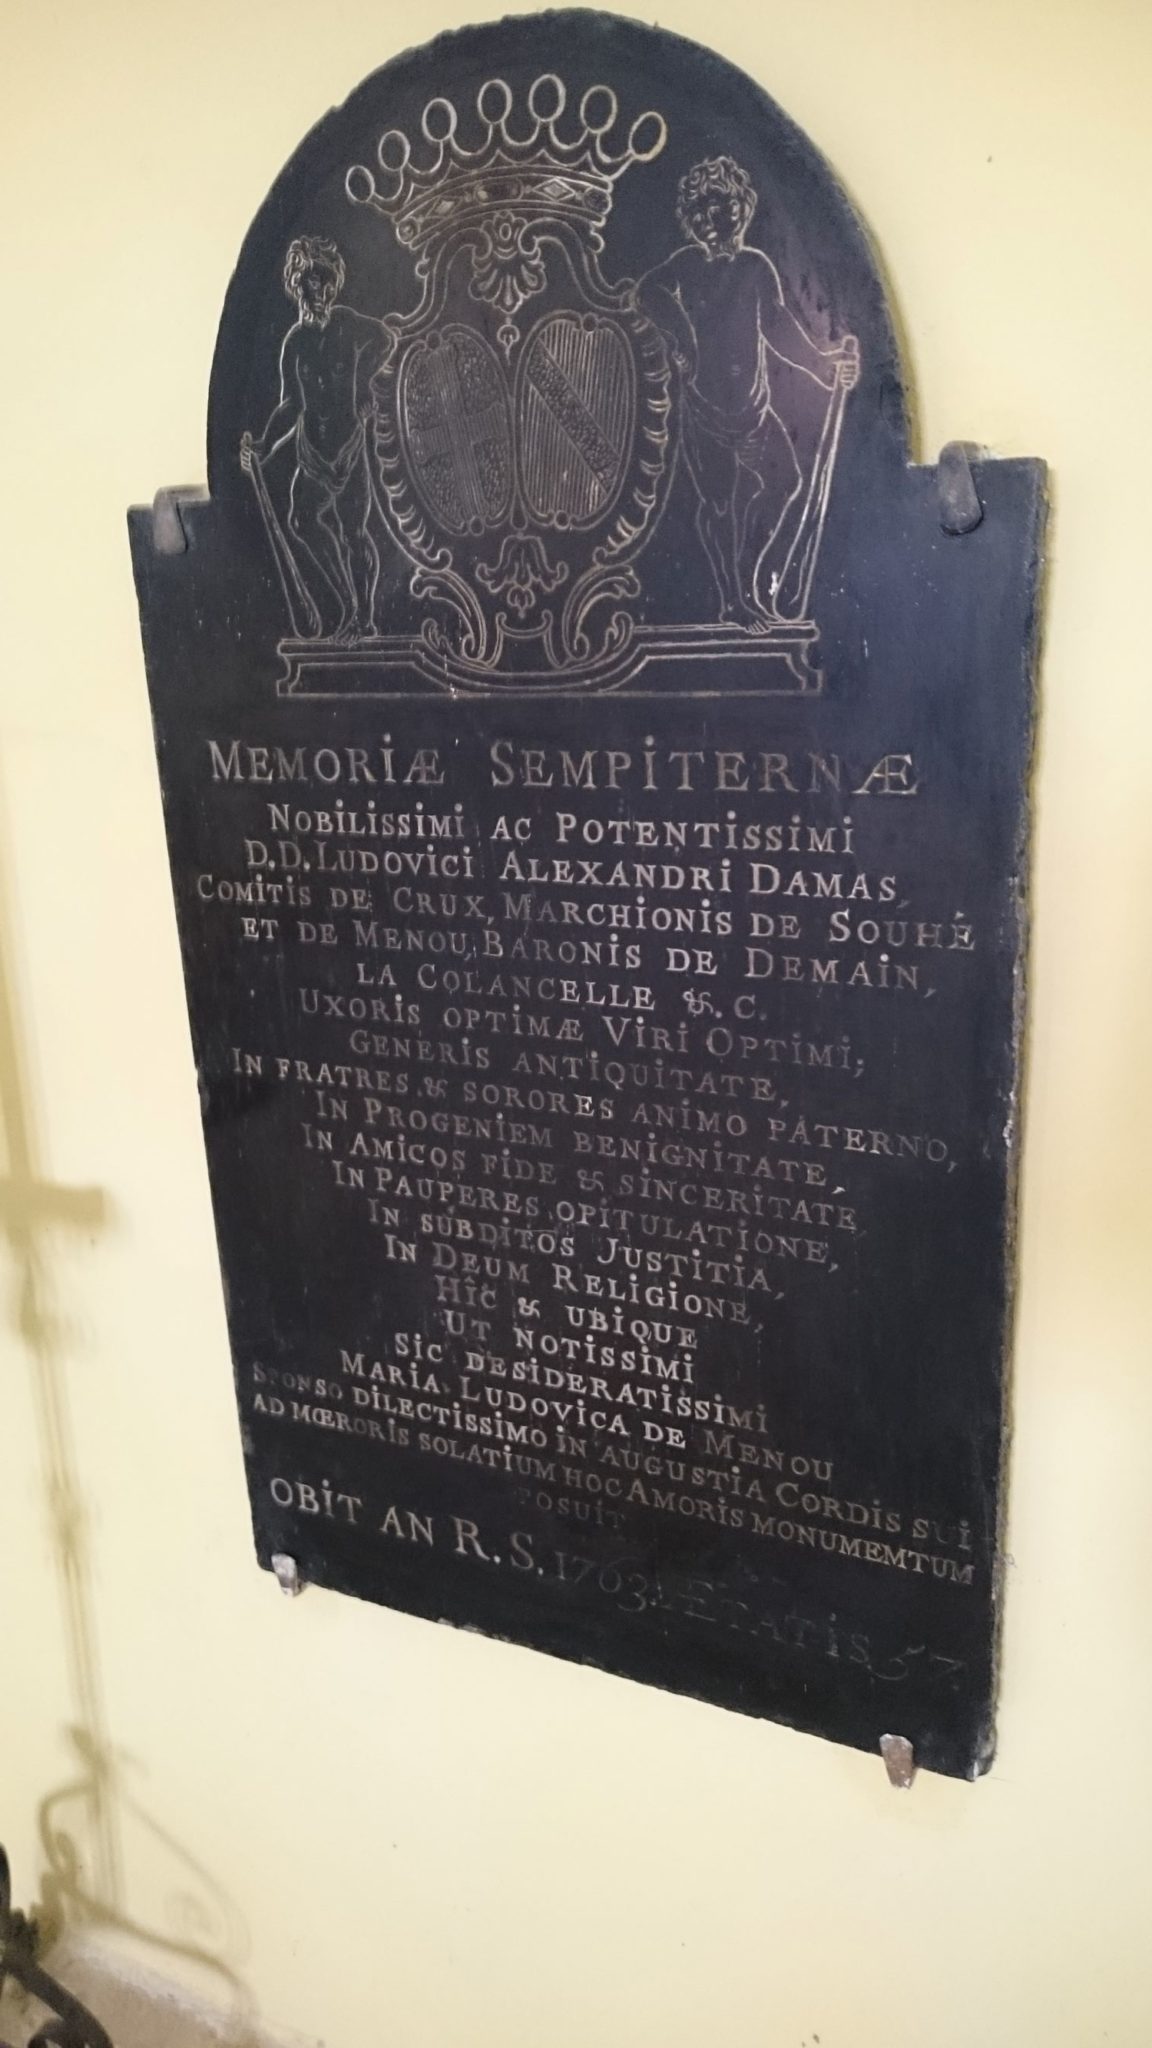 MEMORIÆ SEMPITERNÆ
NOBILISSIMI AC POTENTISSIMI
D.D. LUDOVICI ALEXANDRI DAMAS,
COMITIS DE CRUX, MARCHIONIS DE SOUHÉ
ET DE MENOU, BARONIS DE DEMAIN,
LA COLANCELLE &. C.
UXORIS OPTIMÆ VIRI OPTIMI;
GENERIS ANTIQUITATE,
IN FRATRES & SORORES ANIMO PATERNO,
IN PROGENIEM BENIGNITATE,
IN AMICOS FIDE & SINCERITATE,
IN PAUPERES OPITULATIONE,
IN SUBDITOS JUSTITIA,
IN DEUM RELIGIONE,
HÎC & UBIQUE
UT NOTISSIMI
SIC DESIDERATISSIMI
MARIA LUDOVICA DE MENOU
SPONSO DILECTISSIMO IN AUGUSTIA CORDIS SUI
AD MŒRORIS SOLATIUM HOC AMORIS MONUMEMTUM
POSUIT
OBIT AN R.S. 1763. ÆTATIS 57.